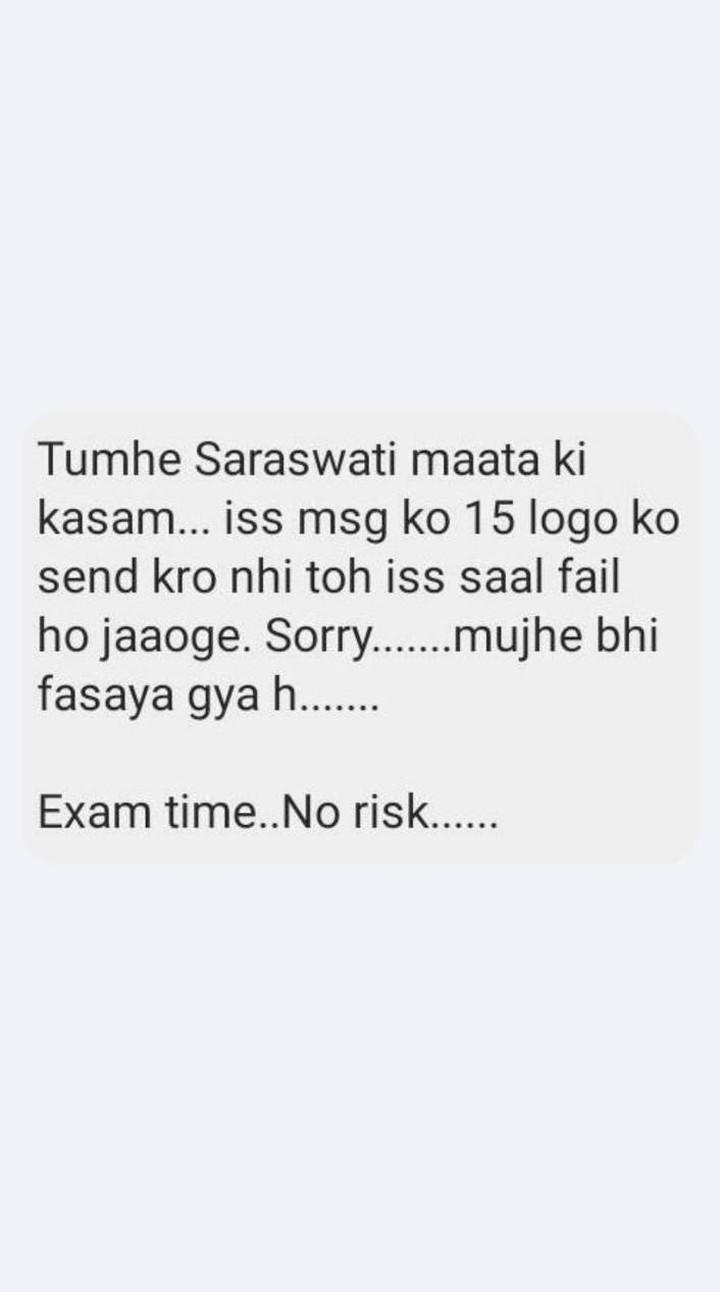 Tumhe Saraswati maata ki
kasam... iss msg ko 15 logo ko
send kro nhi toh iss saal fail
ho jaaoge. Sorry.......mujhe bhi
fasaya gya h.......
Exam time..No risk......